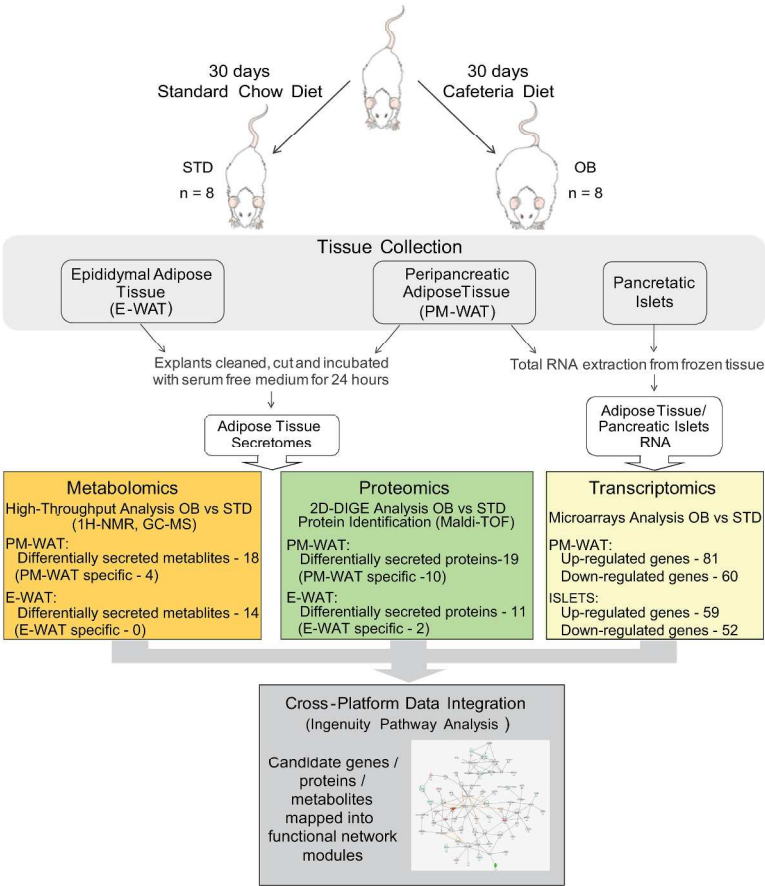 30 days
Standard Chow Diet
30 days
Cafeteria Diet
STD
n = 8
OB
n = 8
Tissue Collection
Epididymal Adipose
Tissue
(E-WAT)
Peripancreatic
AdiposeTissue
(PM-WAT)
Pancretatic
Islets
Explants cleaned, cut and incubated
with serum free medium for 24 hours
Total RNA extraction from frozen tissue
Adipose Tissue
Secretomes
Adipose Tissue/
Pancreatic Islets
RNA
Metabolomics
High-Throughput Analysis OB vs STD
(1H-NMR, GC-MS)
PM-WAT:
Differentially secreted metablites - 18
(PM-WAT specific - 4)
E-WAT:
Differentially secreted metablites - 14
(E-WAT specific - 0)
Proteomics
2D-DIGE Analysis OB vs STD
Protein Identification (Maldi-TOF)
PM-WAT:
Differentially secreted proteins-19
(PM-WAT specific -10)
E-WAT:
Differentially secreted proteins - 11
(E-WAT specific - 2)
Transcriptomics
Microarrays Analysis OB vs STD
PM-WAT:
Up-regulated genes - 81
Down-regulated genes - 60
ISLETS:
Up-regulated genes - 59
Down-regulated genes - 52
Cross-Platform Data Integration
(Ingenuity Pathway Analysis )
Candidate genes /
proteins /
metabolites
mapped into
functional network
modules